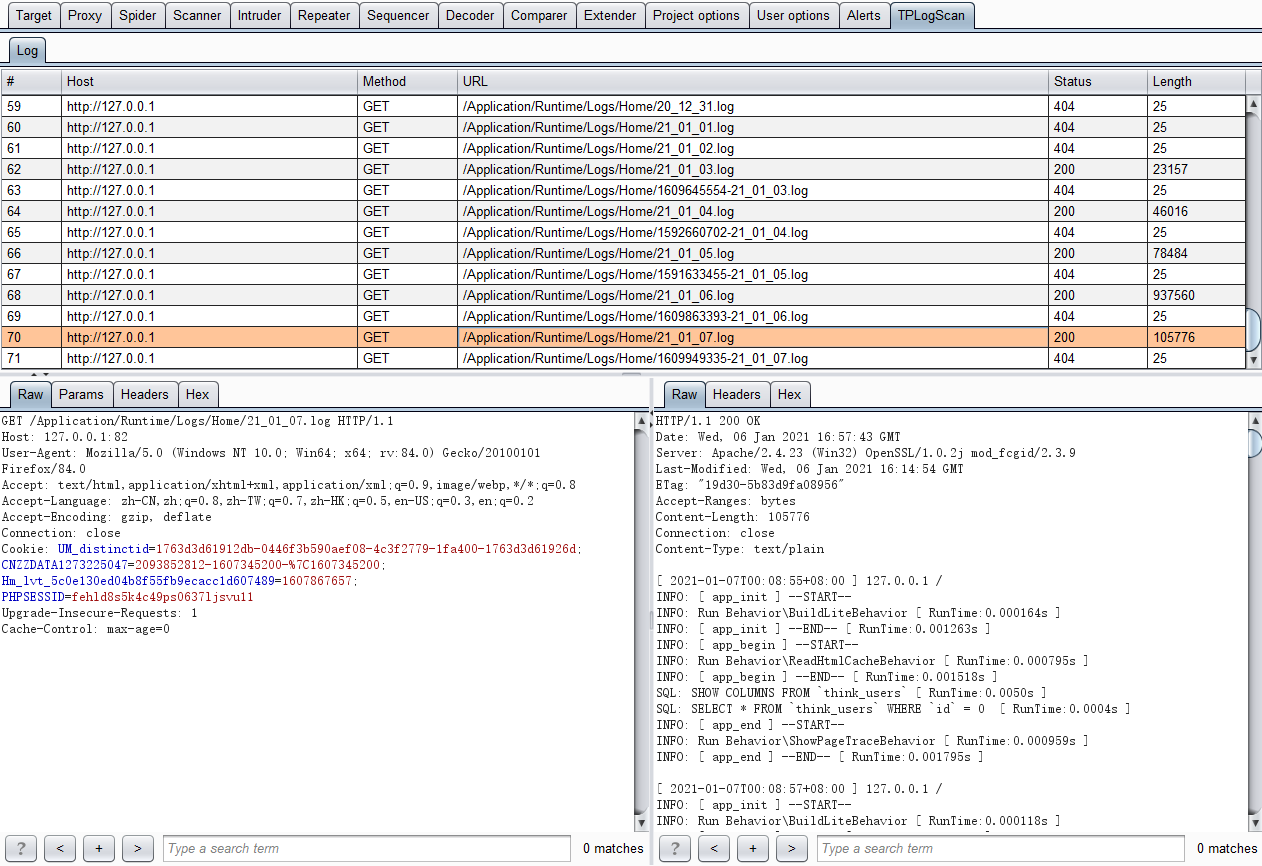 Target Proxy Spider Scanner Intruder Repeater Sequencer Decoder Comparer Extender Project options User options Alerts TPLogScan
Log
# Host Method URL Status Length
59 http://127.0.0.1 GET /Application/Runtime/Logs/Home/20_12_31.log 404 25
60 http://127.0.0.1 GET /Application/Runtime/Logs/Home/21_01_01.log 404 25
61 http://127.0.0.1 GET /Application/Runtime/Logs/Home/21_01_02.log 404 25
62 http://127.0.0.1 GET /Application/Runtime/Logs/Home/21_01_03.log 200 23157
63 http://127.0.0.1 GET /Application/Runtime/Logs/Home/1609645554-21_01_03.log 404 25
64 http://127.0.0.1 GET /Application/Runtime/Logs/Home/21_01_04.log 200 46016
65 http://127.0.0.1 GET /Application/Runtime/Logs/Home/1592660702-21_01_04.log 404 25
66 http://127.0.0.1 GET /Application/Runtime/Logs/Home/21_01_05.log 200 78484
67 http://127.0.0.1 GET /Application/Runtime/Logs/Home/1591633455-21_01_05.log 404 25
68 http://127.0.0.1 GET /Application/Runtime/Logs/Home/21_01_06.log 200 937560
69 http://127.0.0.1 GET /Application/Runtime/Logs/Home/1609863393-21_01_06.log 404 25
70 http://127.0.0.1 GET /Application/Runtime/Logs/Home/21_01_07.log 200 105776
71 http://127.0.0.1 GET /Application/Runtime/Logs/Home/1609949335-21_01_07.log 404 25
Raw Params Headers Hex
GET /Application/Runtime/Logs/Home/21_01_07.log HTTP/1.1
Host: 127.0.0.1:82
User-Agent: Mozilla/5.0 (Windows NT 10.0; Win64; x64; rv:84.0) Gecko/20100101
Firefox/84.0
Accept: text/html,application/xhtml+xml,application/xml;q=0.9,image/webp,*/*;q=0.8
Accept-Language: zh-CN,zh;q=0.8,zh-TW;q=0.7,zh-HK;q=0.5,en-US;q=0.3,en;q=0.2
Accept-Encoding: gzip, deflate
Connection: close
Cookie: UM_distinctid=1763d3d61912db-0446f3b590aef08-4c3f2779-1fa400-1763d3d61926d;
CNZZDATA1273225047=2093852812-1607345200-%7C1607345200;
Hm_lvt_5c0e130ed04b8f55fb9ecacc1d607489=1607867657;
PHPSESSID=fehld8s5k4c49ps0637ljsvu11
Upgrade-Insecure-Requests: 1
Cache-Control: max-age=0
? < + > Type a search term 0 matches
Raw Headers Hex
HTTP/1.1 200 OK
Date: Wed, 06 Jan 2021 16:57:43 GMT
Server: Apache/2.4.23 (Win32) OpenSSL/1.0.2j mod_fcgid/2.3.9
Last-Modified: Wed, 06 Jan 2021 16:14:54 GMT
ETag: "19d30-5b83d9fa08956"
Accept-Ranges: bytes
Content-Length: 105776
Connection: close
Content-Type: text/plain
[ 2021-01-07T00:08:55+08:00 ] 127.0.0.1 /
INFO: [ app_init ] --START--
INFO: Run Behavior\BuildLiteBehavior [ RunTime:0.000164s ]
INFO: [ app_init ] --END-- [ RunTime:0.001263s ]
INFO: [ app_begin ] --START--
INFO: Run Behavior\ReadHtmlCacheBehavior [ RunTime:0.000795s ]
INFO: [ app_begin ] --END-- [ RunTime:0.001518s ]
SQL: SHOW COLUMNS FROM `think_users` [ RunTime:0.0050s ]
SQL: SELECT * FROM `think_users` WHERE `id` = 0 [ RunTime:0.0004s ]
INFO: [ app_end ] --START--
INFO: Run Behavior\ShowPageTraceBehavior [ RunTime:0.000959s ]
INFO: [ app_end ] --END-- [ RunTime:0.001795s ]
[ 2021-01-07T00:08:57+08:00 ] 127.0.0.1 /
INFO: [ app_init ] --START--
INFO: Run Behavior\BuildLiteBehavior [ RunTime:0.000118s ]
? < + > Type a search term 0 matches